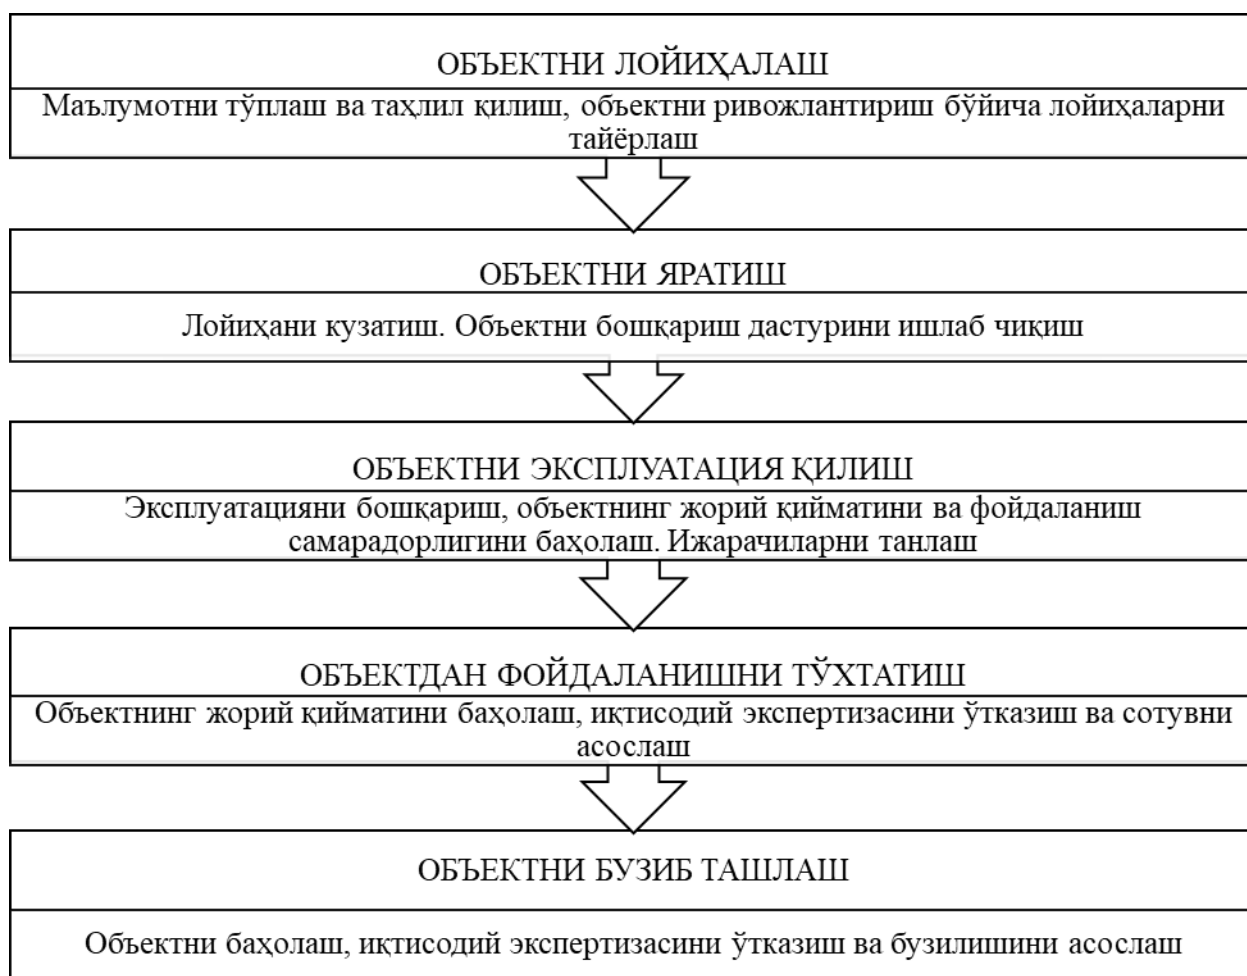 ОБЪЕКТНИ ЛОЙИҲАЛАШ
Маълумотни тўплаш ва таҳлил қилиш, объектни ривожлантириш бўйича лойиҳаларни
тайёрлаш
ОБЪЕКТНИ ЯРАТИШ
Лойиҳани кузатиш. Объектни бошқариш дастурини ишлаб чиқиш
ОБЪЕКТНИ ЭКСПЛУАТАЦИЯ ҚИЛИШ
Эксплуатацияни бошқариш, объектнинг жорий қийматини ва фойдаланиш
самарадорлигини баҳолаш. Ижарачиларни танлаш
ОБЪЕКТДАН ФОЙДАЛАНИШНИ ТЎХТАТИШ
Объектнинг жорий қийматини баҳолаш, иқтисодий экспертизасини ўтказиш ва сотувни
асослаш
ОБЪЕКТНИ БУЗИБ ТАШЛАШ
Объектни баҳолаш, иқтисодий экспертизасини ўтказиш ва бузилишини асослаш